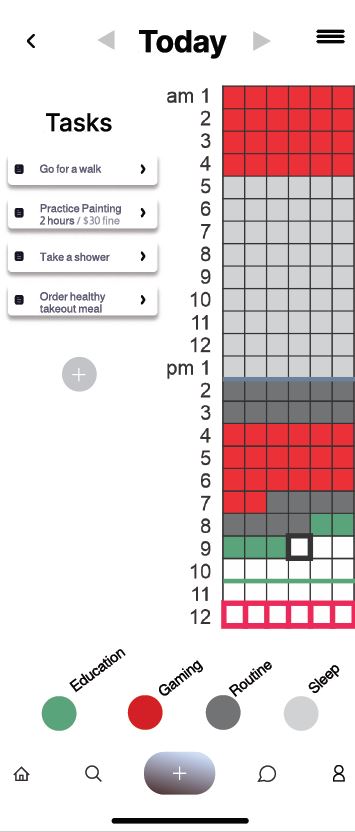 Today
Tasks
Go for a walk
Practice Painting
2 hours / $30 fine
Take a shower
Order healthy
takeout meal
am 1
2
3
4
5
6
7
8
9
10
11
12
pm 1
2
3
4
5
6
7
8
9
10
11
12
Education
Gaming
Routine
Sleep